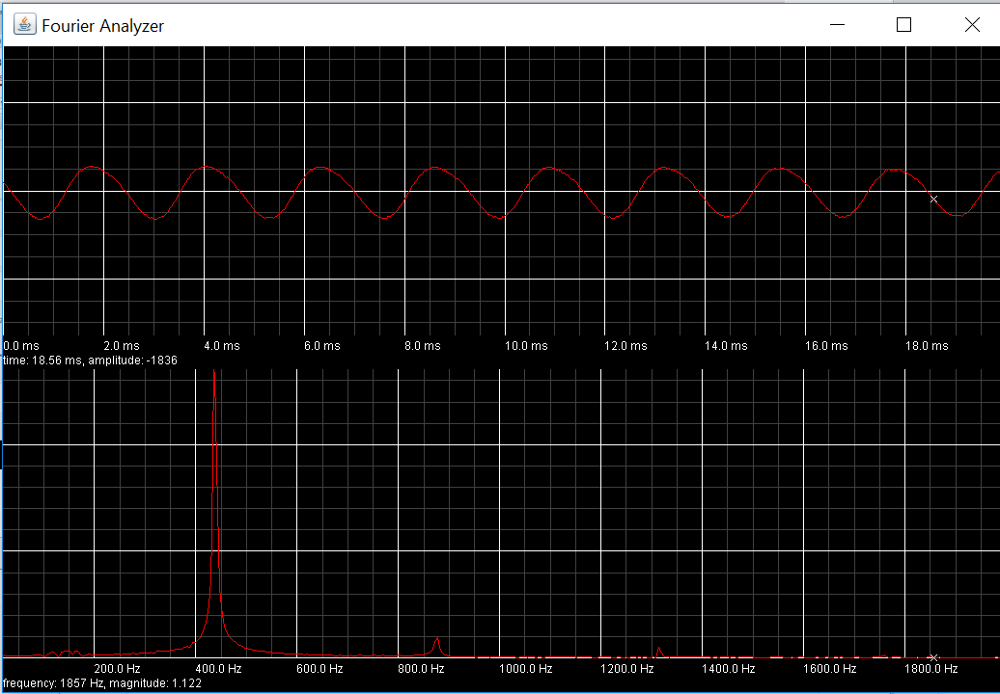 Fourier Analyzer
0.0 ms 2.0 ms 4.0 ms 6.0 ms 8.0 ms 10.0 ms 12.0 ms 14.0 ms 16.0 ms 18.0 ms
time: 18.56 ms, amplitude: -1836
200.0 Hz 400.0 Hz 600.0 Hz 800.0 Hz 1000.0 Hz 1200.0 Hz 1400.0 Hz 1600.0 Hz 1800.0 Hz
frequency: 1857 Hz, magnitude: 1.122